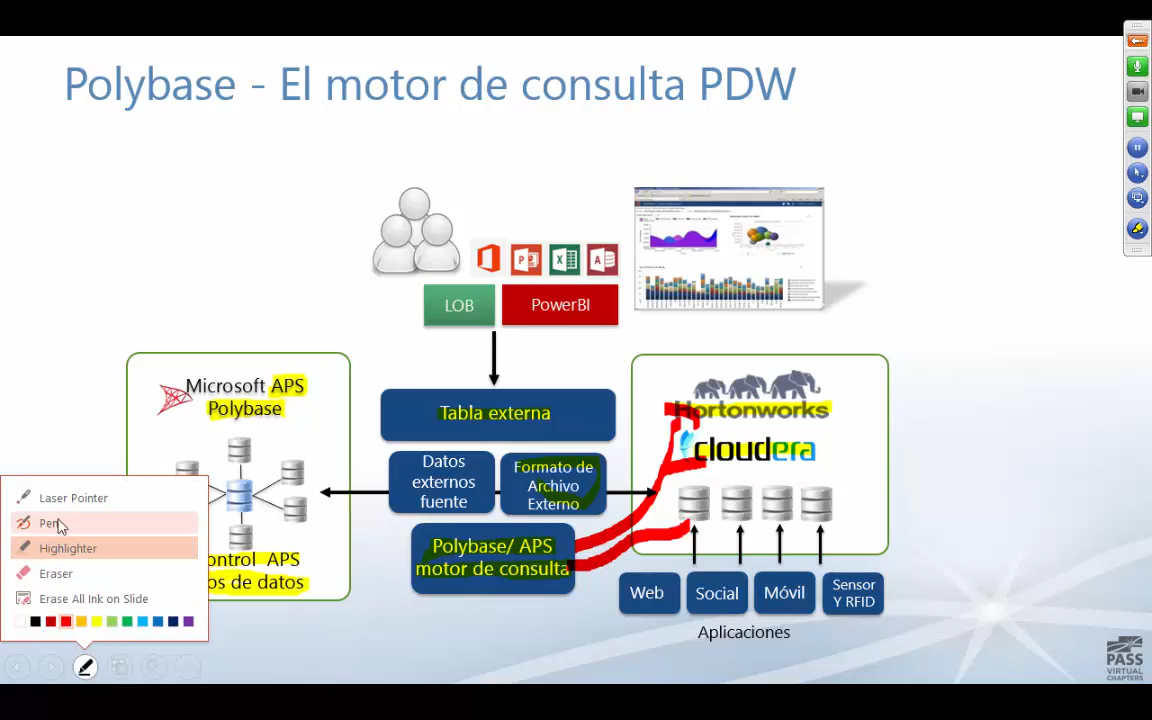 Polybase - El motor de consulta PDW
LOB
PowerBI
Microsoft APS
Polybase
Tabla externa
Hortonworks
cloudera
Datos
externos
fuente
Formato de
Archivo
Externo
Polybase/ APS
motor de consulta
ontrol APS
os de datos
Web
Social
Móvil
Sensor
Y RFID
Aplicaciones
Laser Pointer
Pen
Highlighter
Eraser
Erase All Ink on Slide
PASS
VIRTUAL
CHAPTERS